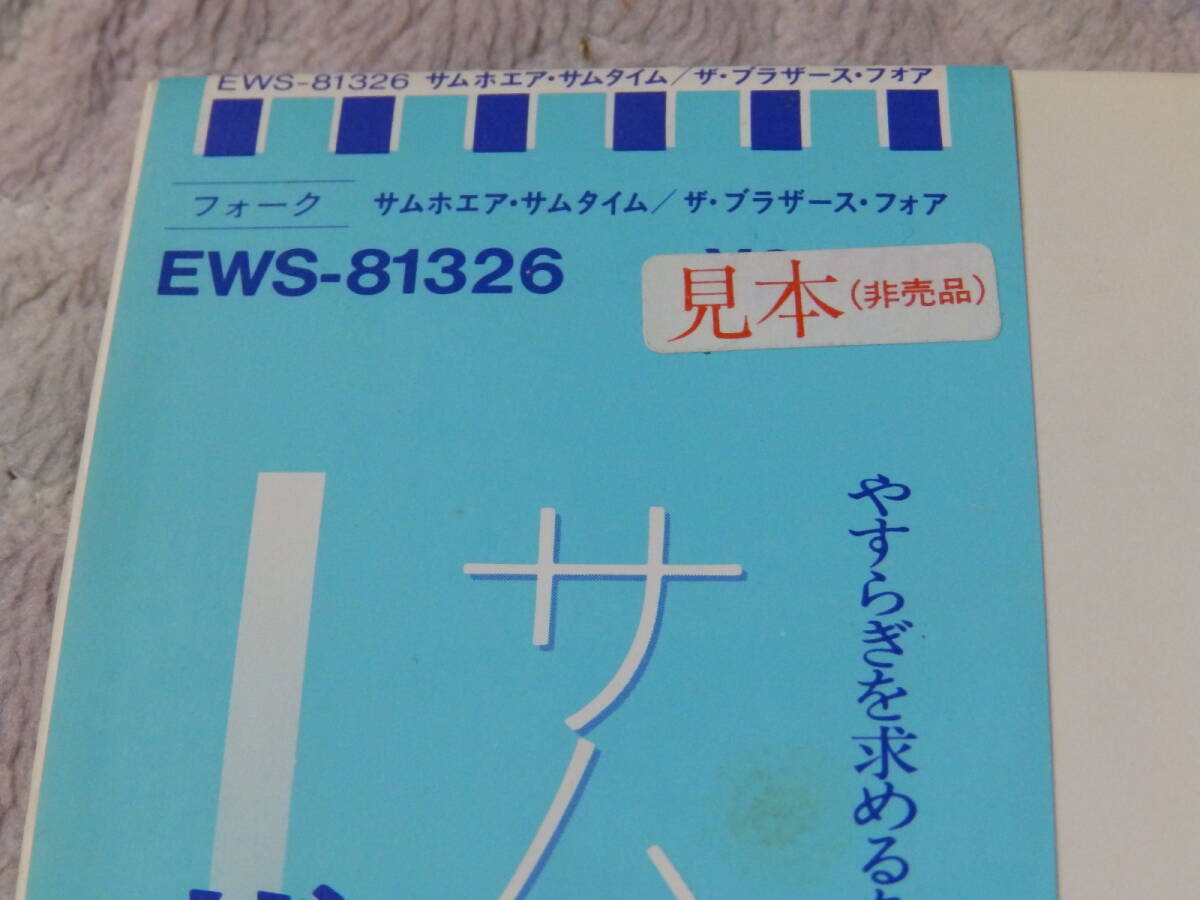 EWS-81326 サムホエア・サムタイム/ザ・ブラザース・フォア
フォーク サムホエア・サムタイム/ザ・ブラザース・フォア
EWS-81326
見本(非売品)
サム
やすらぎを求める